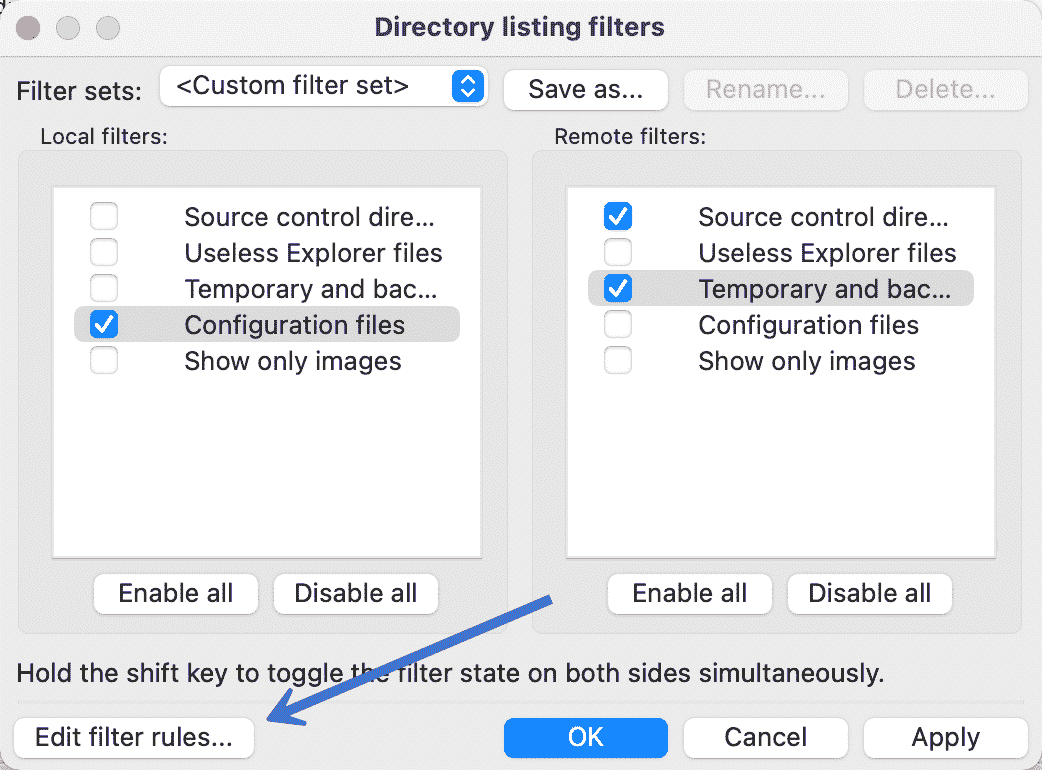 Directory listing filters
Filter sets: <Custom filter set> Save as... Rename... Delete...
Local filters: Remote filters:
Source control dire... Source control dire...
Useless Explorer files Useless Explorer files
Temporary and bac... Temporary and bac...
Configuration files Configuration files
Show only images Show only images
Enable all Disable all Enable all Disable all
Hold the shift key to toggle the filter state on both sides simultaneously.
Edit filter rules... OK Cancel Apply